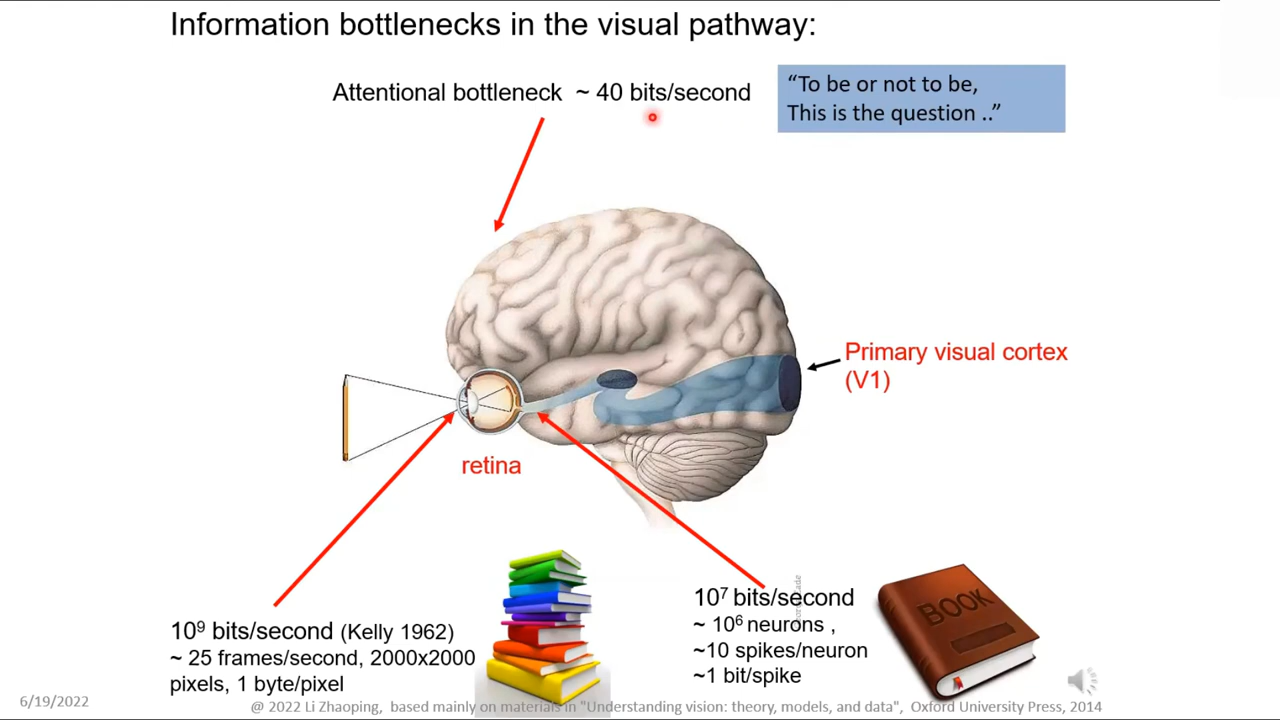 Information bottlenecks in the visual pathway:
Attentional bottleneck ~ 40 bits/second
“To be or not to be,
This is the question ..”
Primary visual cortex
(V1)
retina
10⁹ bits/second (Kelly 1962)
~ 25 frames/second, 2000x2000
pixels, 1 byte/pixel
10⁷ bits/second
~ 10⁶ neurons ,
~10 spikes/neuron
~1 bit/spike
BOOK
6/19/2022
@ 2022 Li Zhaoping, based mainly on materials in "Understanding vision: theory, models, and data", Oxford University Press, 2014